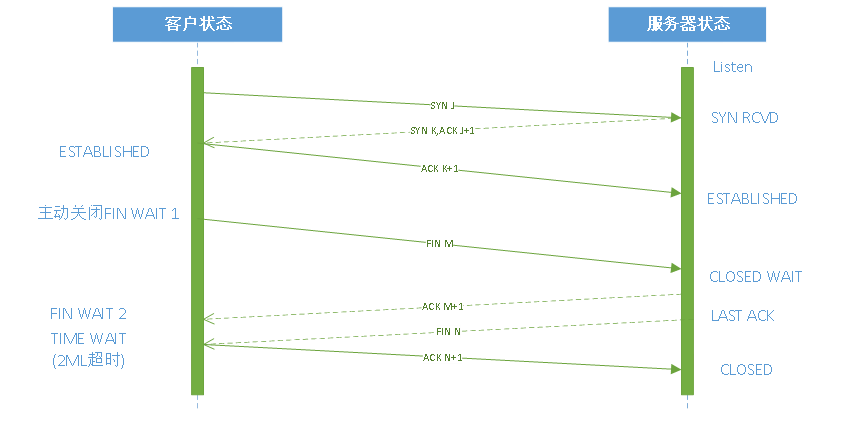 客户状态
服务器状态
Listen
SYN J
SYN RCVD
SYN K,ACK J+1
ESTABLISHED
ACK K+1
ESTABLISHED
主动关闭FIN WAIT 1
FIN M
CLOSED WAIT
ACK M+1
FIN WAIT 2
LAST ACK
FIN N
TIME WAIT
(2ML超时)
ACK N+1
CLOSED